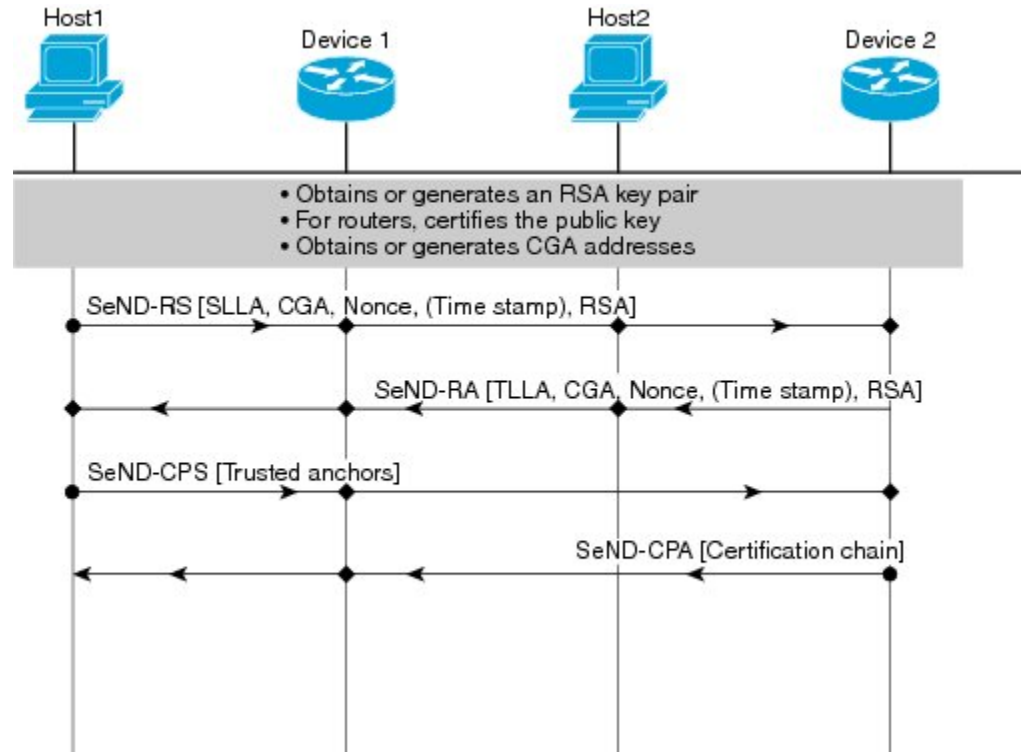 Host1
Device 1
Host2
Device 2
• Obtains or generates an RSA key pair
• For routers, certifies the public key
• Obtains or generates CGA addresses
SeND-RS [SLLA, CGA, Nonce, (Time stamp), RSA]
SeND-RA [TLLA, CGA, Nonce, (Time stamp), RSA]
SeND-CPS [Trusted anchors]
SeND-CPA [Certification chain]